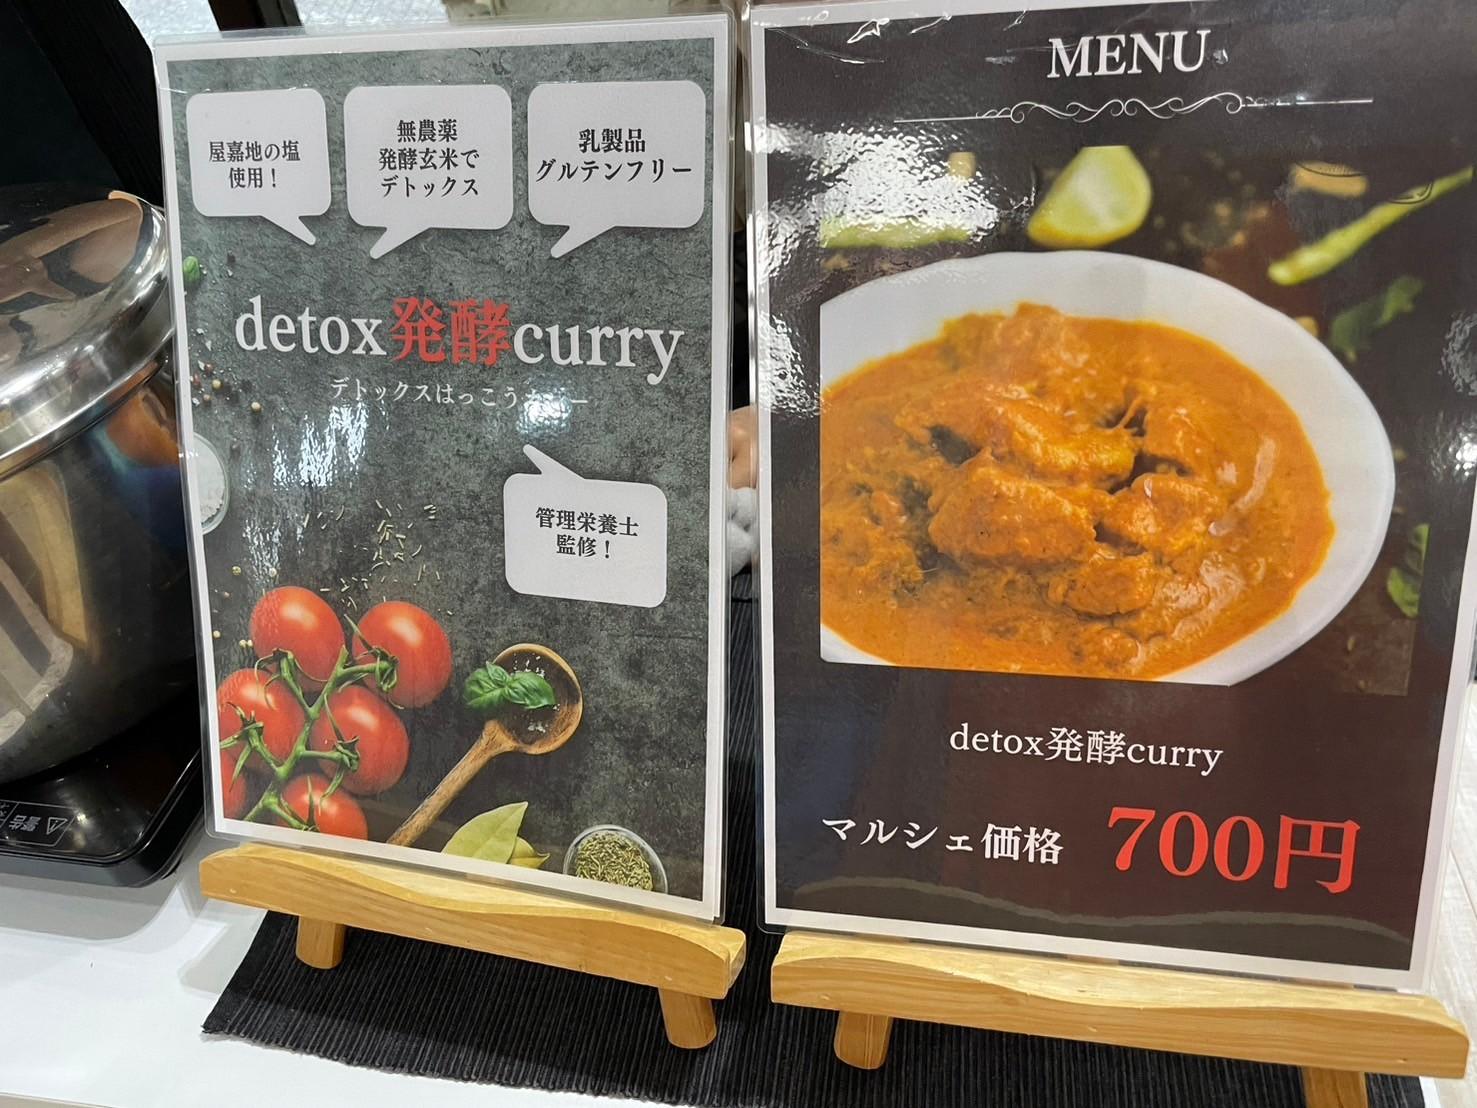 屋嘉地の塩
使用！
無農薬
発酵玄米で
デトックス
乳製品
グルテンフリー
detox発酵curry
デトックスはっこう
管理栄養士
監修！
MENU
detox発酵curry
マルシェ価格 700円
警告